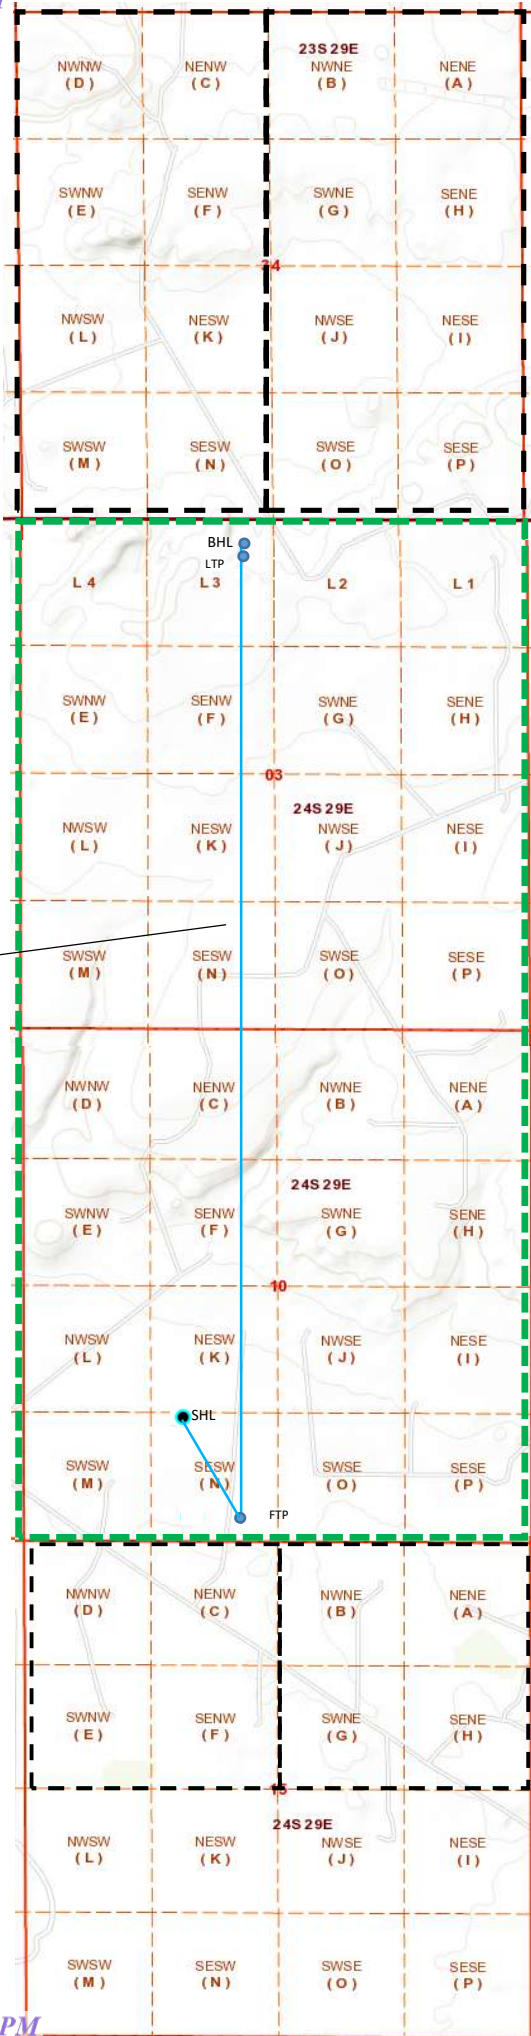 23S 29E
NWNW NENW NWNE NENE
(D) (C) (B) (A)
SWNW SENW SWNE SENE
(E) (F) (G) (H)
34
NWSW NESW NWSE NESE
(L) (K) (J) (I)
SWSW SESW SWSE SESE
(M) (N) (O) (P)
BHL
LTP
L 4 L 3 L 2 L 1
SWNW SENW SWNE SENE
(E) (F) (G) (H)
03
24S 29E
NWSW NESW NWSE NESE
(L) (K) (J) (I)
SWSW SESW SWSE SESE
(M) (N) (O) (P)
NWNW NENW NWNE NENE
(D) (C) (B) (A)
24S 29E
SWNW SENW SWNE SENE
(E) (F) (G) (H)
10
NWSW NESW NWSE NESE
(L) (K) (J) (I)
SHL
SWSW SESW SWSE SESE
(M) (N) (O) (P)
FTP
NWNW NENW NWNE NENE
(D) (C) (B) (A)
SWNW SENW SWNE SENE
(E) (F) (G) (H)
15
24S 29E
NWSW NESW NWSE NESE
(L) (K) (J) (I)
SWSW SESW SWSE SESE
(M) (N) (O) (P)
PM